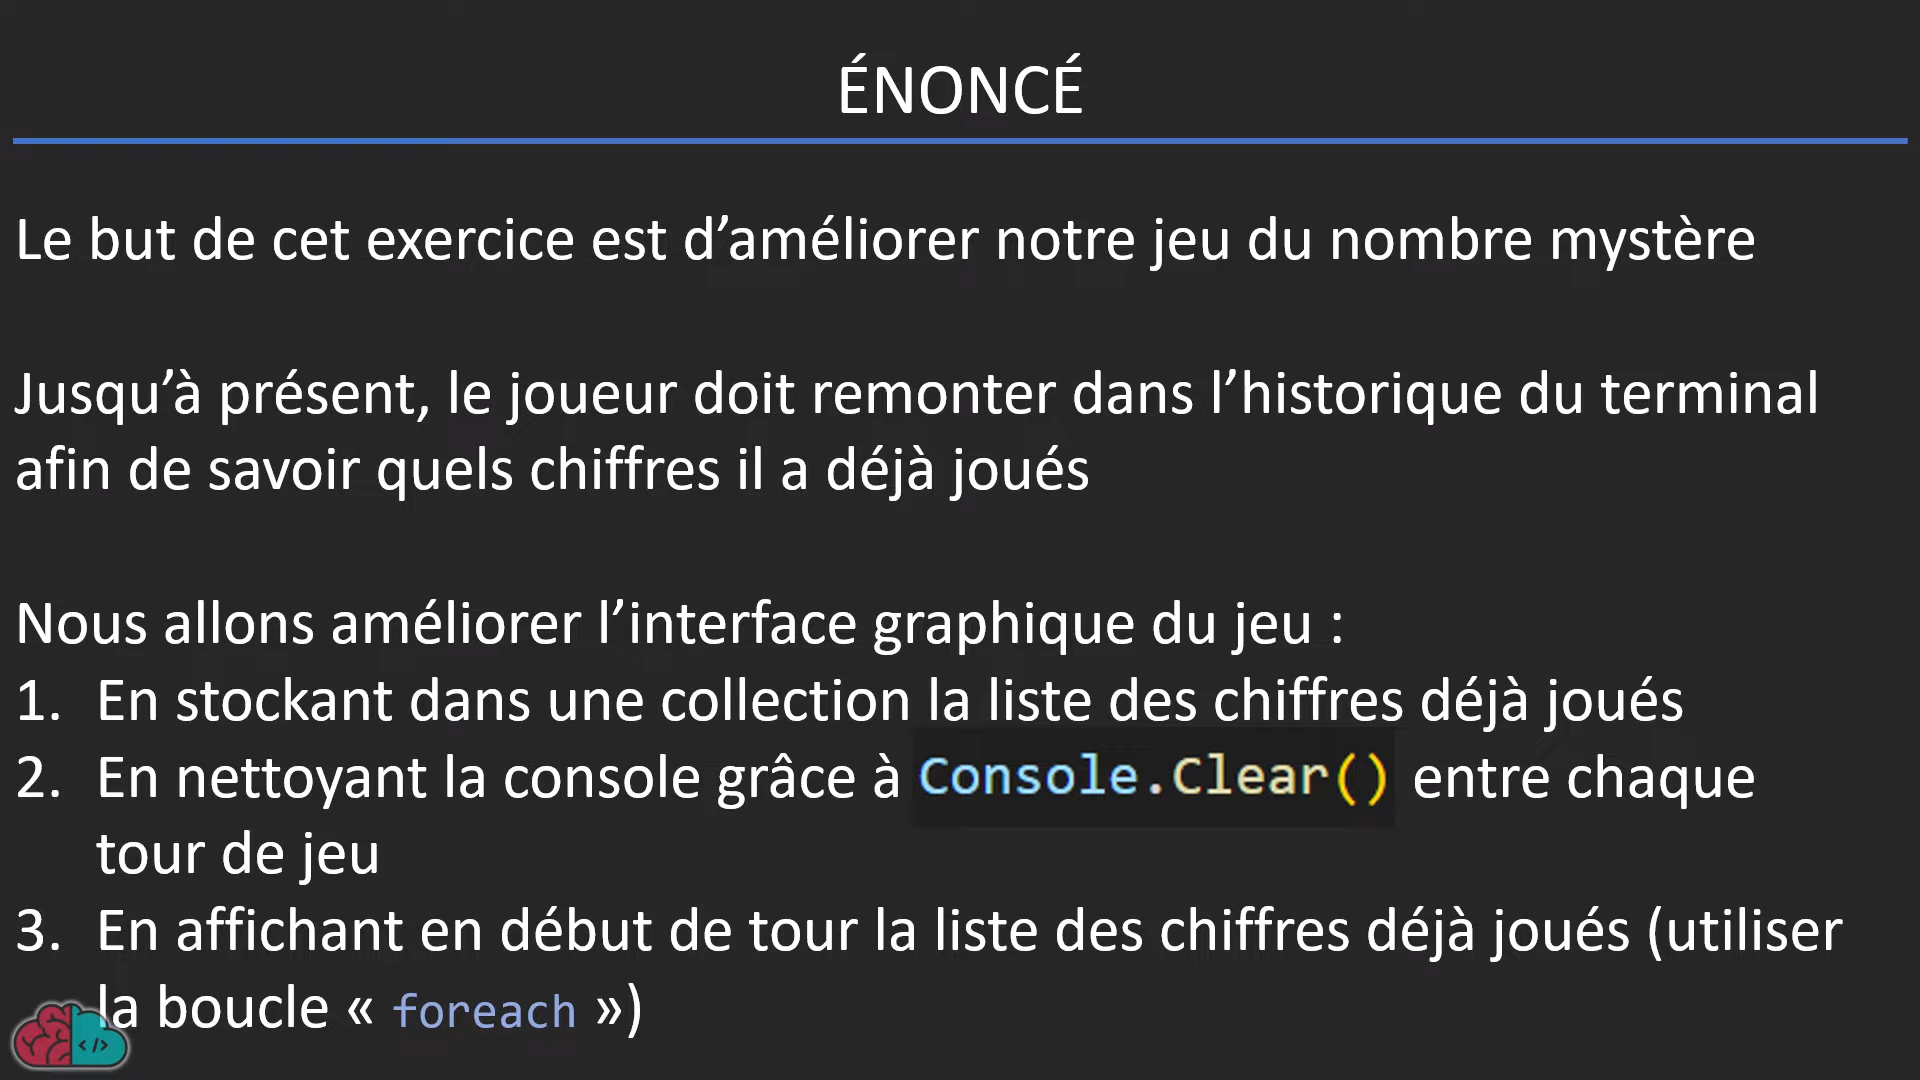 ÉNONCÉ
Le but de cet exercice est d’améliorer notre jeu du nombre mystère
Jusqu’à présent, le joueur doit remonter dans l’historique du terminal
afin de savoir quels chiffres il a déjà joués
Nous allons améliorer l’interface graphique du jeu :
1. En stockant dans une collection la liste des chiffres déjà joués
2. En nettoyant la console grâce à Console.Clear() entre chaque
tour de jeu
3. En affichant en début de tour la liste des chiffres déjà joués (utiliser
la boucle « foreach »)
</>